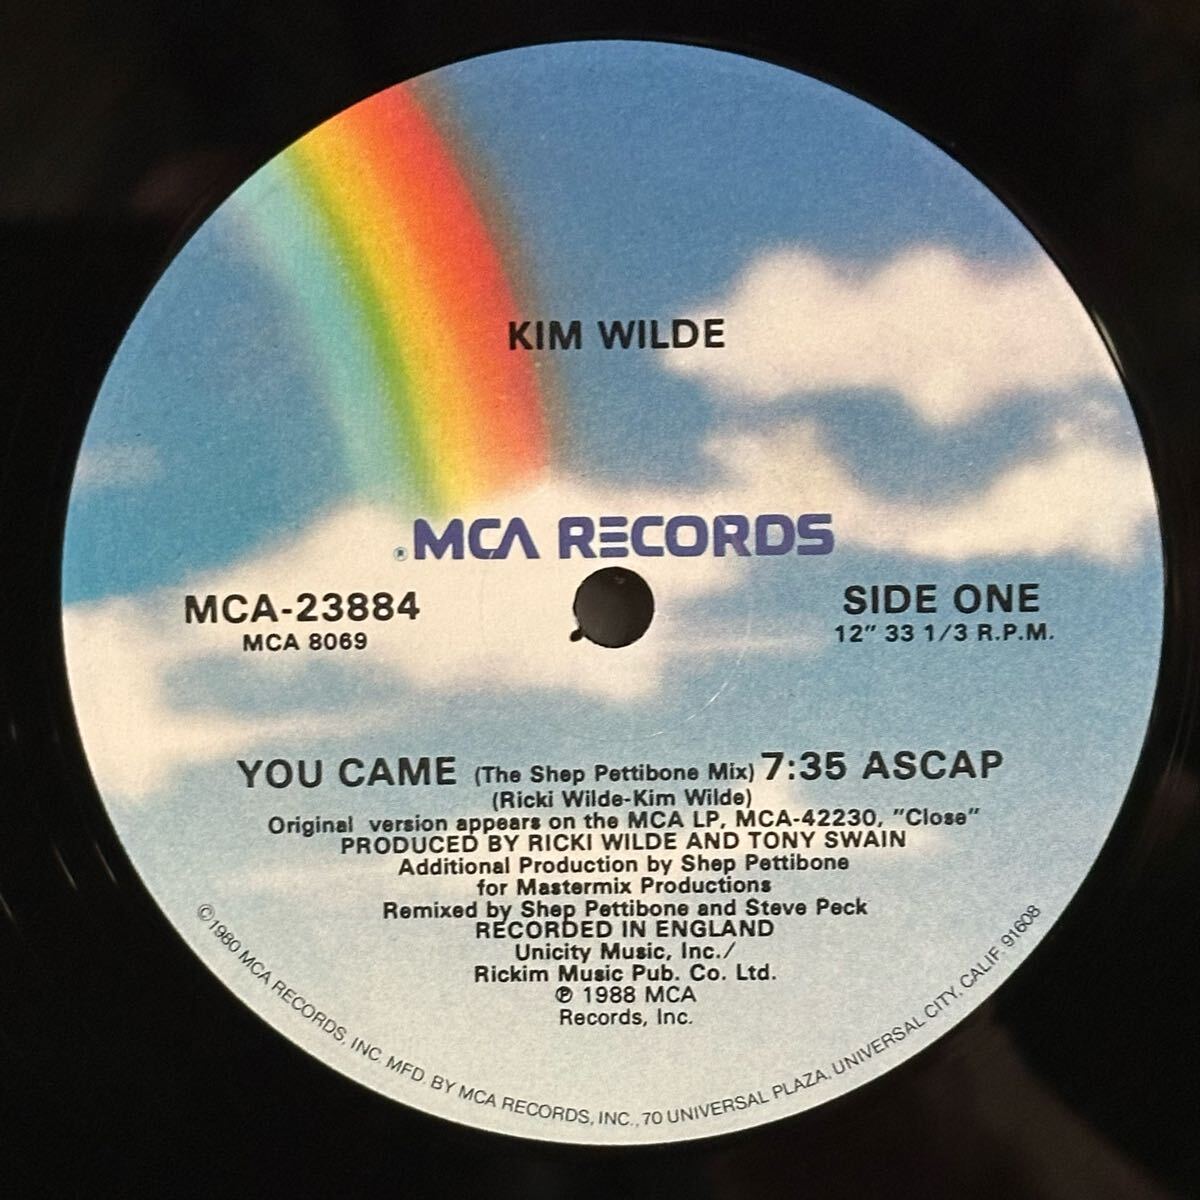 KIM WILDE
® MCA RECORDS
MCA-23884
MCA 8069
SIDE ONE
12" 33 1/3 R.P.M.
YOU CAME (The Shep Pettibone Mix) 7:35 ASCAP
(Ricki Wilde-Kim Wilde)
Original version appears on the MCA LP, MCA-42230, "Close"
PRODUCED BY RICKI WILDE AND TONY SWAIN
Additional Production by Shep Pettibone
for Mastermix Productions
Remixed by Shep Pettibone and Steve Peck
RECORDED IN ENGLAND
Unicity Music, Inc./
Rickim Music Pub. Co. Ltd.
℗ 1988 MCA
Records, Inc.
©1980 MCA RECORDS, INC. MFD. BY MCA RECORDS, INC., 70 UNIVERSAL PLAZA, UNIVERSAL CITY, CALIF. 91608